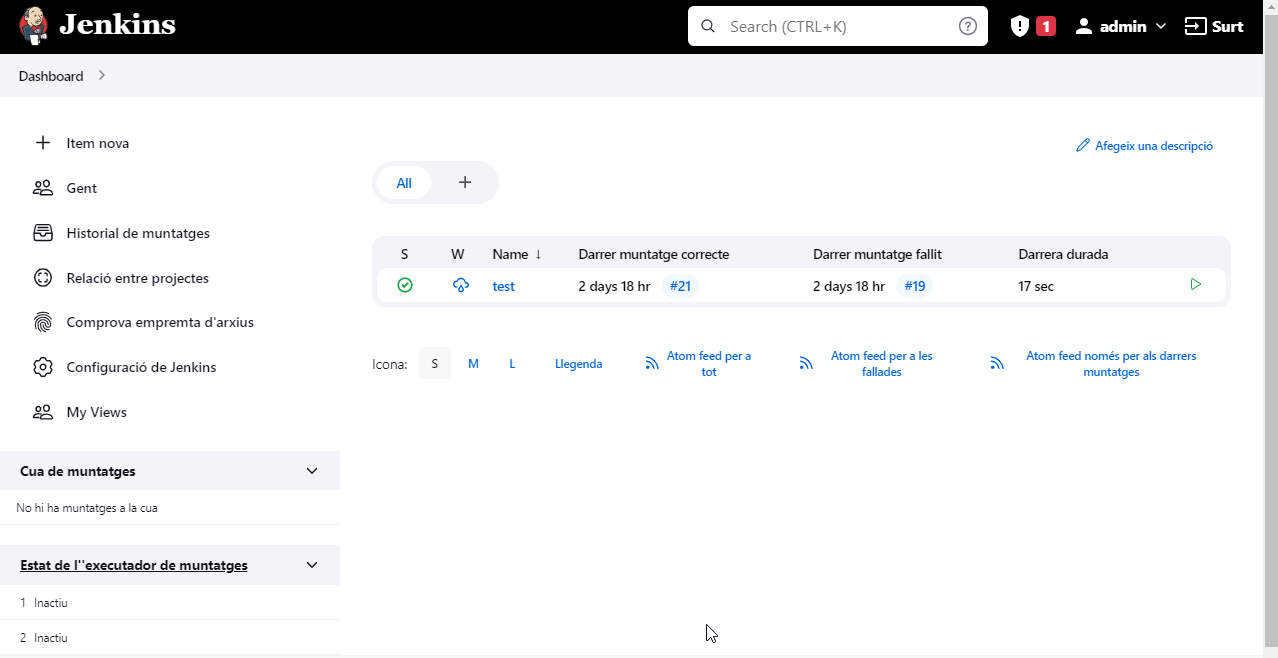 Jenkins
Search (CTRL+K)
1
admin
Surt
Dashboard
Item nova
Gent
Historial de muntatges
Relació entre projectes
Comprova empremta d'arxius
Configuració de Jenkins
My Views
Cua de muntatges
No hi ha muntatges a la cua
Estat de l''executador de muntatges
1 Inactiu
2 Inactiu
Afegeix una descripció
All +
S W Name ↓ Darrer muntatge correcte Darrer muntatge fallit Darrera durada
test 2 days 18 hr #21 2 days 18 hr #19 17 sec
Icona: S M L Llegenda
Atom feed per a
tot
Atom feed per a les
fallades
Atom feed només per als darrers
muntatges